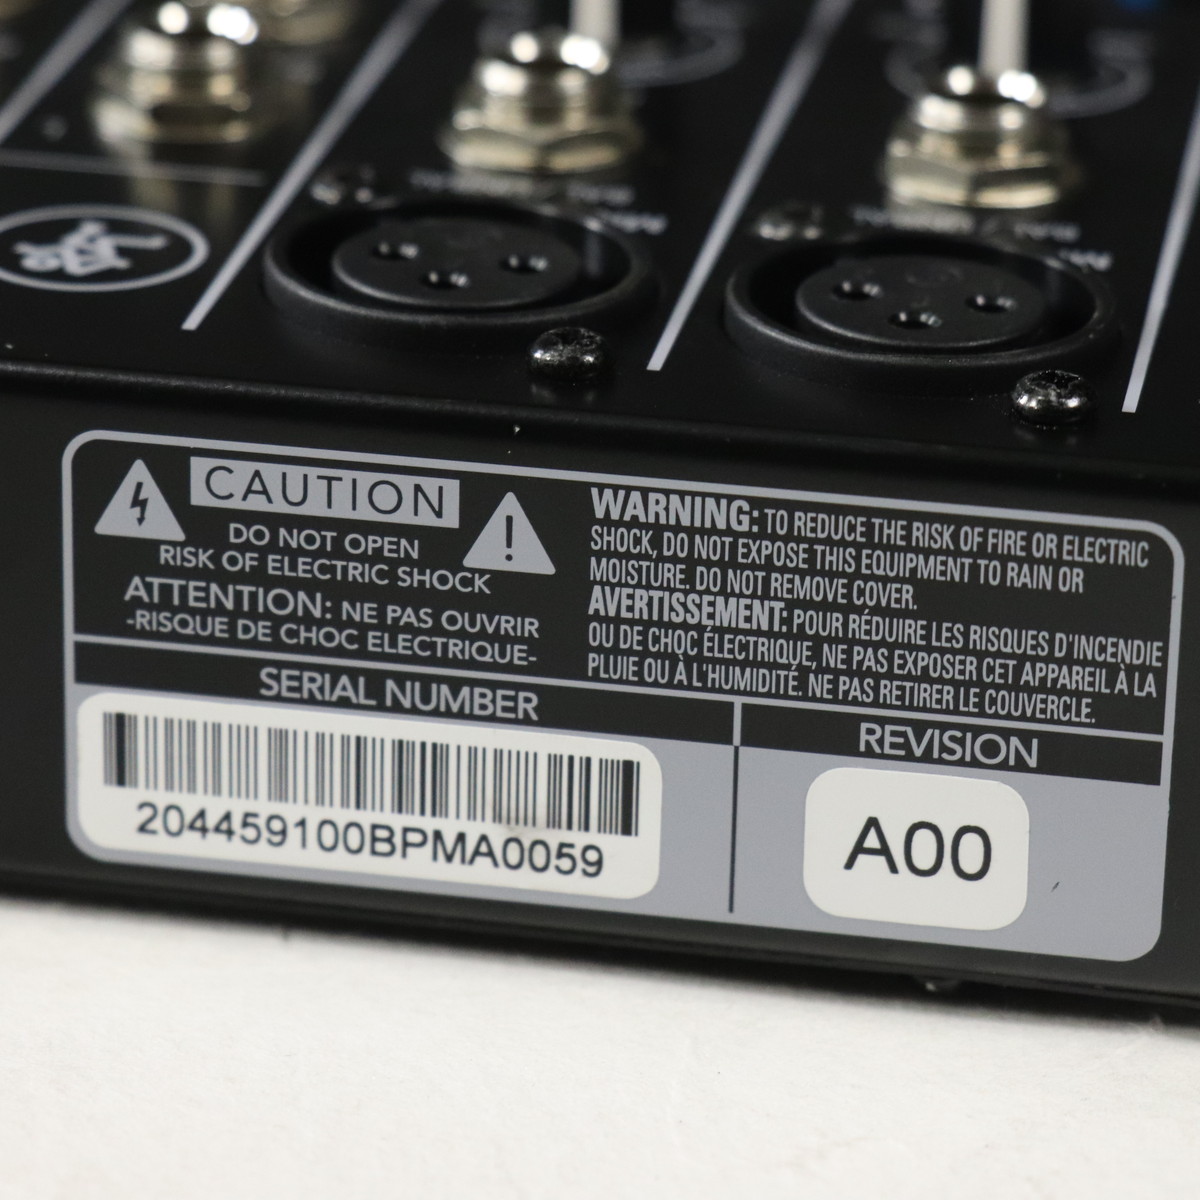 CAUTION
DO NOT OPEN
RISK OF ELECTRIC SHOCK
ATTENTION: NE PAS OUVRIR
-RISQUE DE CHOC ELECTRIQUE-
WARNING: TO REDUCE THE RISK OF FIRE OR ELECTRIC
SHOCK, DO NOT EXPOSE THIS EQUIPMENT TO RAIN OR
MOISTURE. DO NOT REMOVE COVER.
AVERTISSEMENT: POUR RÉDUIRE LES RISQUES D'INCENDIE
OU DE CHOC ÉLECTRIQUE, NE PAS EXPOSER CET APPAREIL À LA
PLUIE OU À L'HUMIDITÉ. NE PAS RETIRER LE COUVERCLE.
SERIAL NUMBER
204459100BPMA0059
REVISION
A00